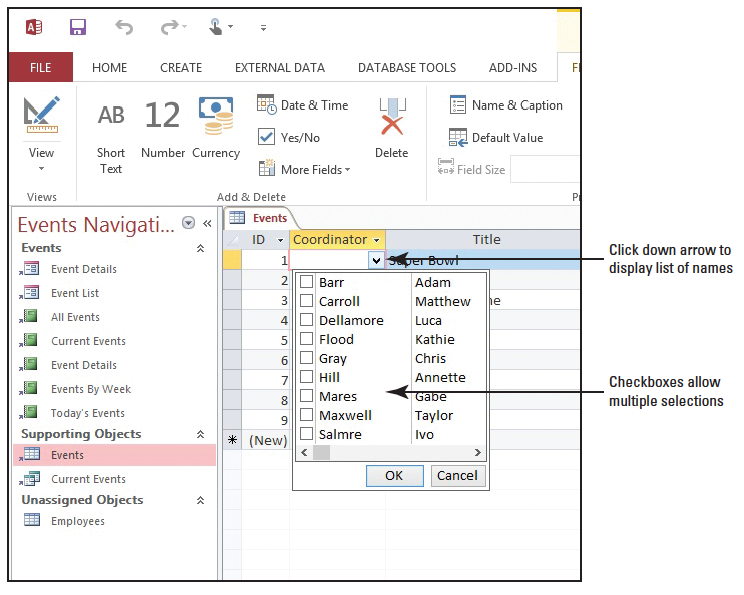 FILE HOME CREATE EXTERNAL DATA DATABASE TOOLS ADD-INS
View
Views
AB
Short
Text
12
Number
Currency
Date & Time
Yes/No
More Fields
Delete
Add & Delete
Name & Caption
Default Value
Field Size
Events Navigati...
Events
Event Details
Event List
All Events
Current Events
Event Details
Events By Week
Today's Events
Supporting Objects
Events
Current Events
Unassigned Objects
Employees
Events
ID Coordinator Title
1 Super Bowl
2
3
4
5
6
7
8
9
(New)
Barr Adam
Carroll Matthew
Dellamore Luca
Flood Kathie
Gray Chris
Hill Annette
Mares Gabe
Maxwell Taylor
Salmre Ivo
OK Cancel
Click down arrow to
display list of names
Checkboxes allow
multiple selections